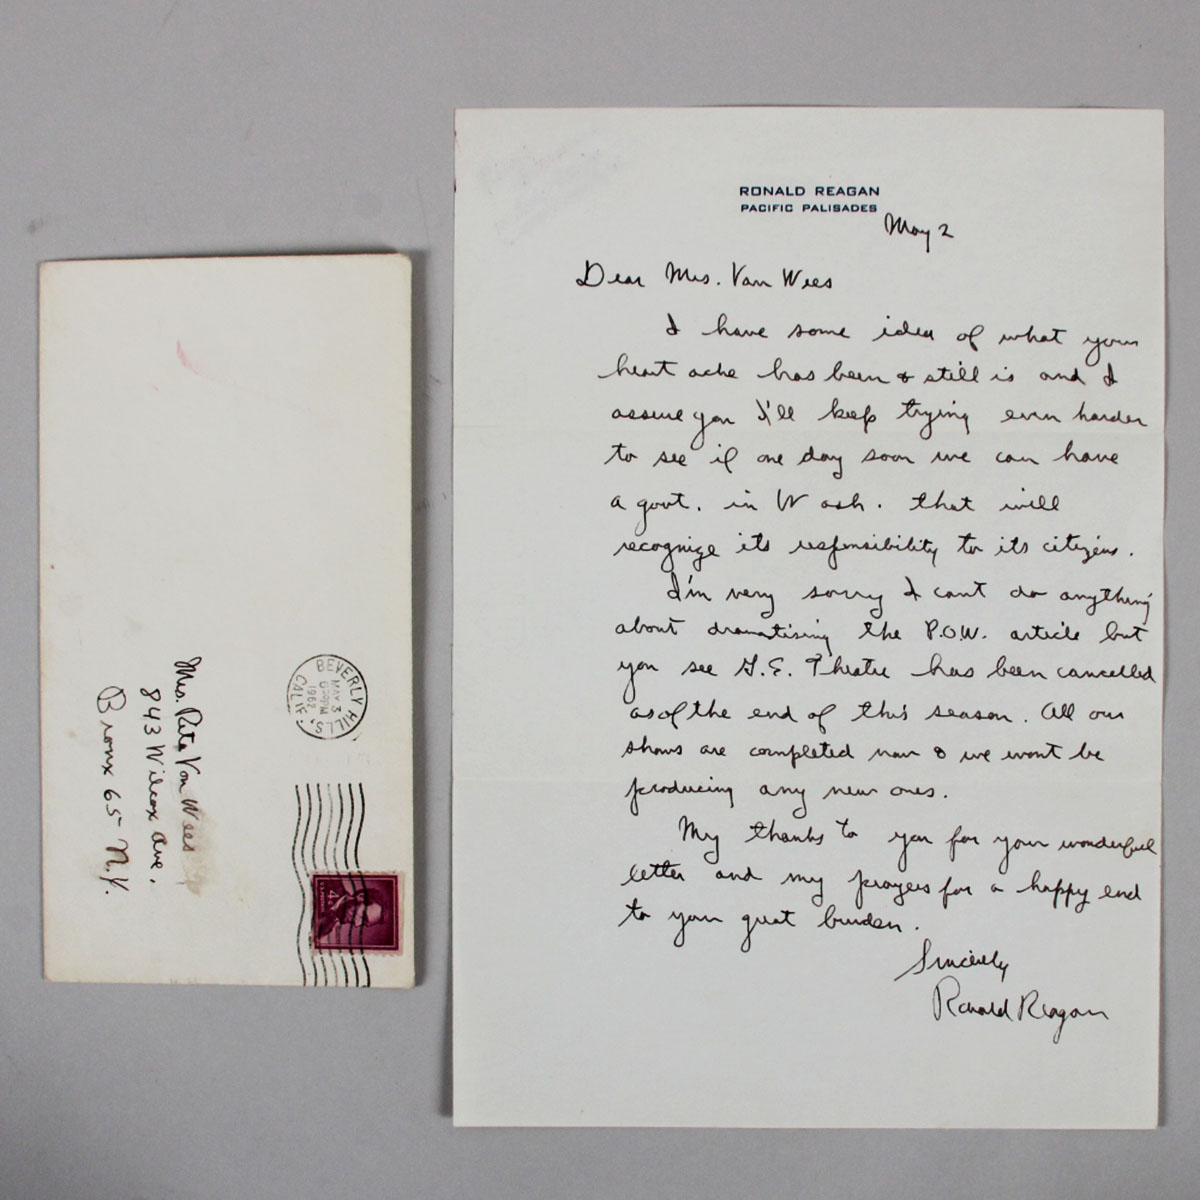 RONALD REAGAN
PACIFIC PALISADES
May 2
Dear Mrs. Van Wees
I have some idea of what your
heart ache has been & still is and I
assure you I'll keep trying even harder
to see if one day soon we can have
a govt. in Wash. that will
recognize its responsibility to its citizens.
I'm very sorry I cant do anything
about dramatising the P.O.W. article but
you see G.E. Theatre has been cancelled
as of the end of this season. All our
shows are completed now & we wont be
producing any new ones.
My thanks to you for your wonderful
letter and my prayers for a happy end
to your great burden.
Sincerely
Ronald Reagan
Mrs. Rita Van Wees
843 Wilcox Ave.
Bronx 65 N.Y.
BEVERLY HILLS
CALIF.
MAY 3
PM
1962
4¢